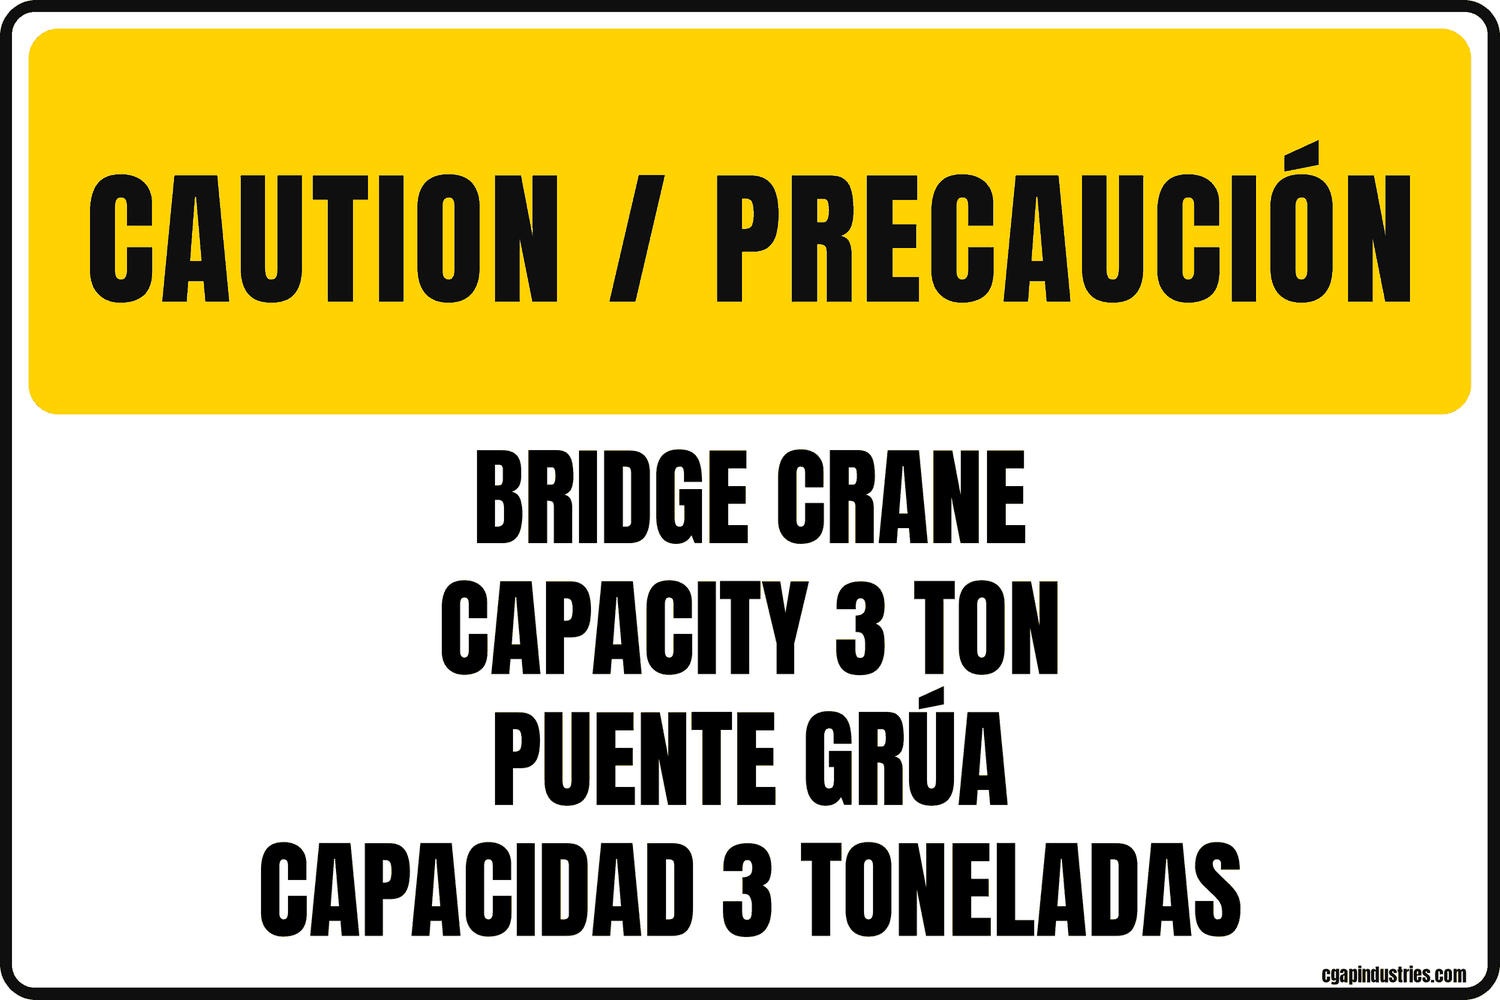 CAUTION / PRECAUCIÓN
BRIDGE CRANE
CAPACITY 3 TON
PUENTE GRÚA
CAPACIDAD 3 TONELADAS
cgapindustries.com